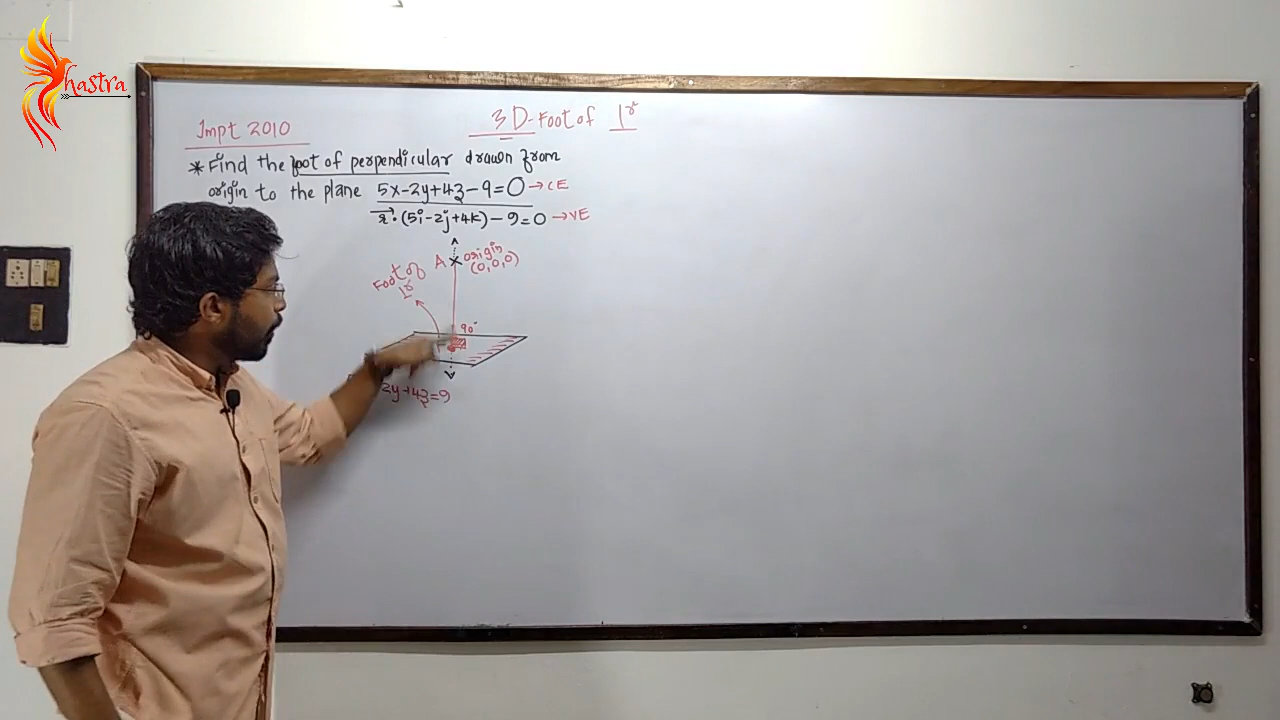 Shastra
Impt 2010
3D-Foot of ⊥r
* Find the foot of perpendicular drawn from
origin to the plane 5x-2y+4z-9=0 →CE
r⃗·(5i-2j+4k)-9=0 →VE
A origin
(0,0,0)
Foot of
⊥r
90°
2y+4z=9